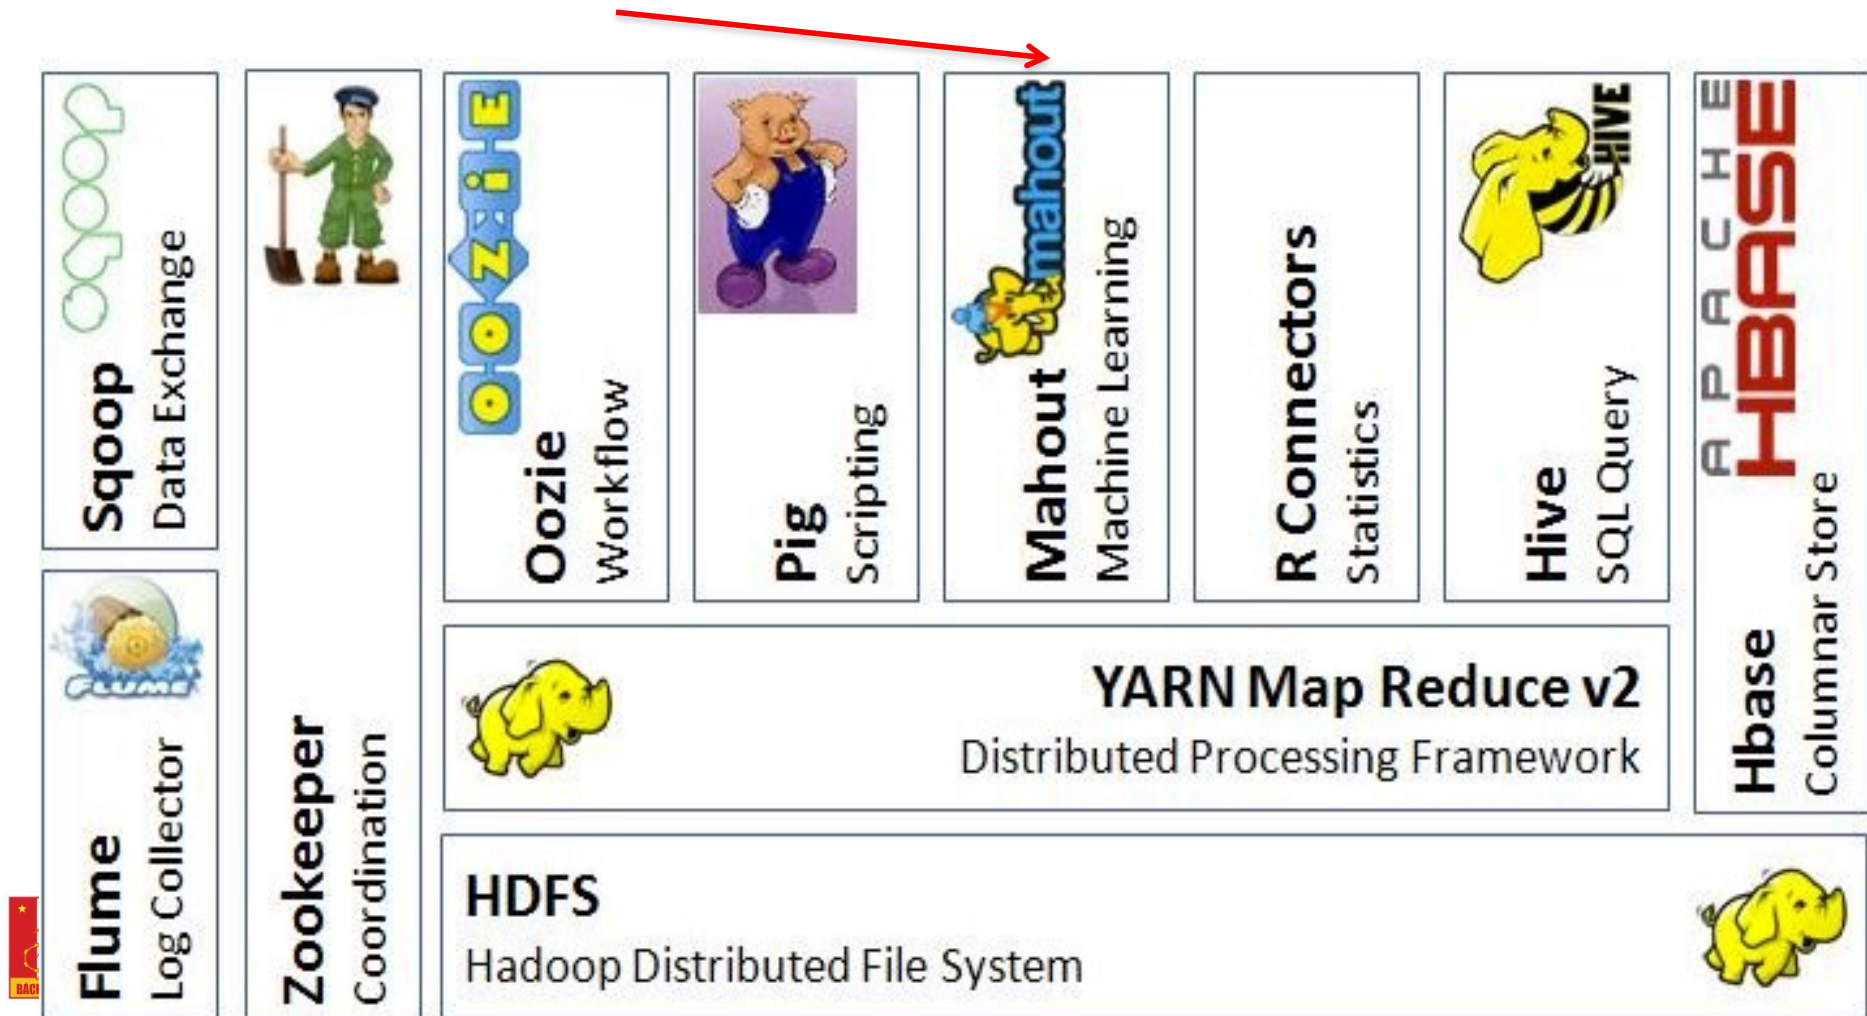 sqoop
Sqoop
Data Exchange
FLUME
Flume
Log Collector
Zookeeper
Coordination
OOZIE
Oozie
Workflow
Pig
Scripting
mahout
Mahout
Machine Learning
R Connectors
Statistics
HIVE
Hive
SQL Query
APACHE
HBASE
Hbase
Columnar Store
YARN Map Reduce v2
Distributed Processing Framework
HDFS
Hadoop Distributed File System